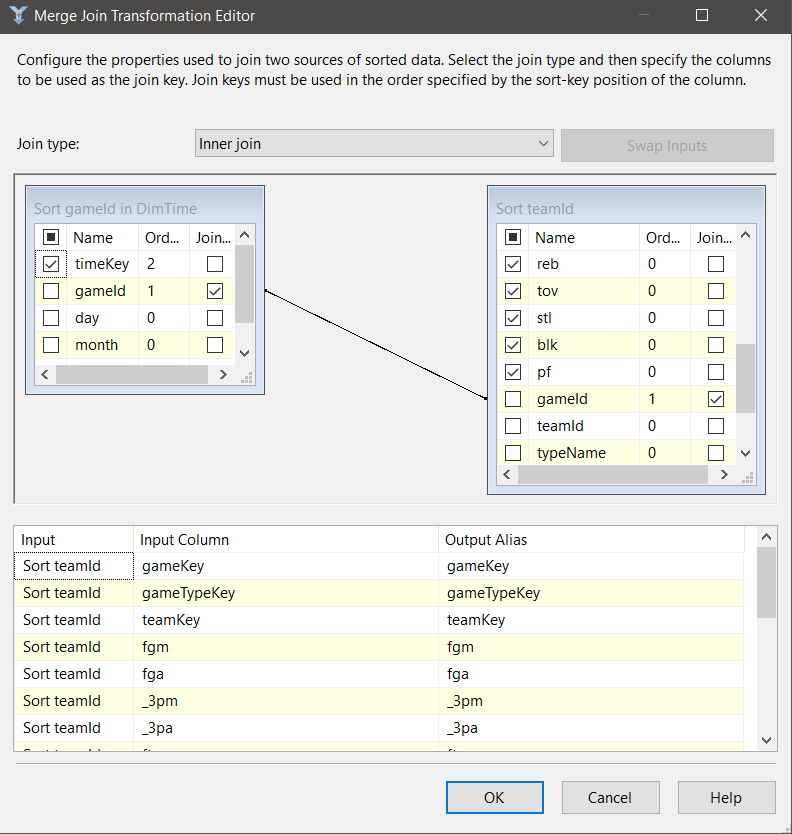 Merge Join Transformation Editor
Configure the properties used to join two sources of sorted data. Select the join type and then specify the columns
to be used as the join key. Join keys must be used in the order specified by the sort-key position of the column.
Join type: Inner join Swap Inputs
Sort gameId in DimTime
Name Ord... Join...
timeKey 2
gameId 1
day 0
month 0
Sort teamId
Name Ord... Join...
reb 0
tov 0
stl 0
blk 0
pf 0
gameId 1
teamId 0
typeName 0
Input Input Column Output Alias
Sort teamId gameKey gameKey
Sort teamId gameTypeKey gameTypeKey
Sort teamId teamKey teamKey
Sort teamId fgm fgm
Sort teamId fga fga
Sort teamId _3pm _3pm
Sort teamId _3pa _3pa
OK Cancel Help